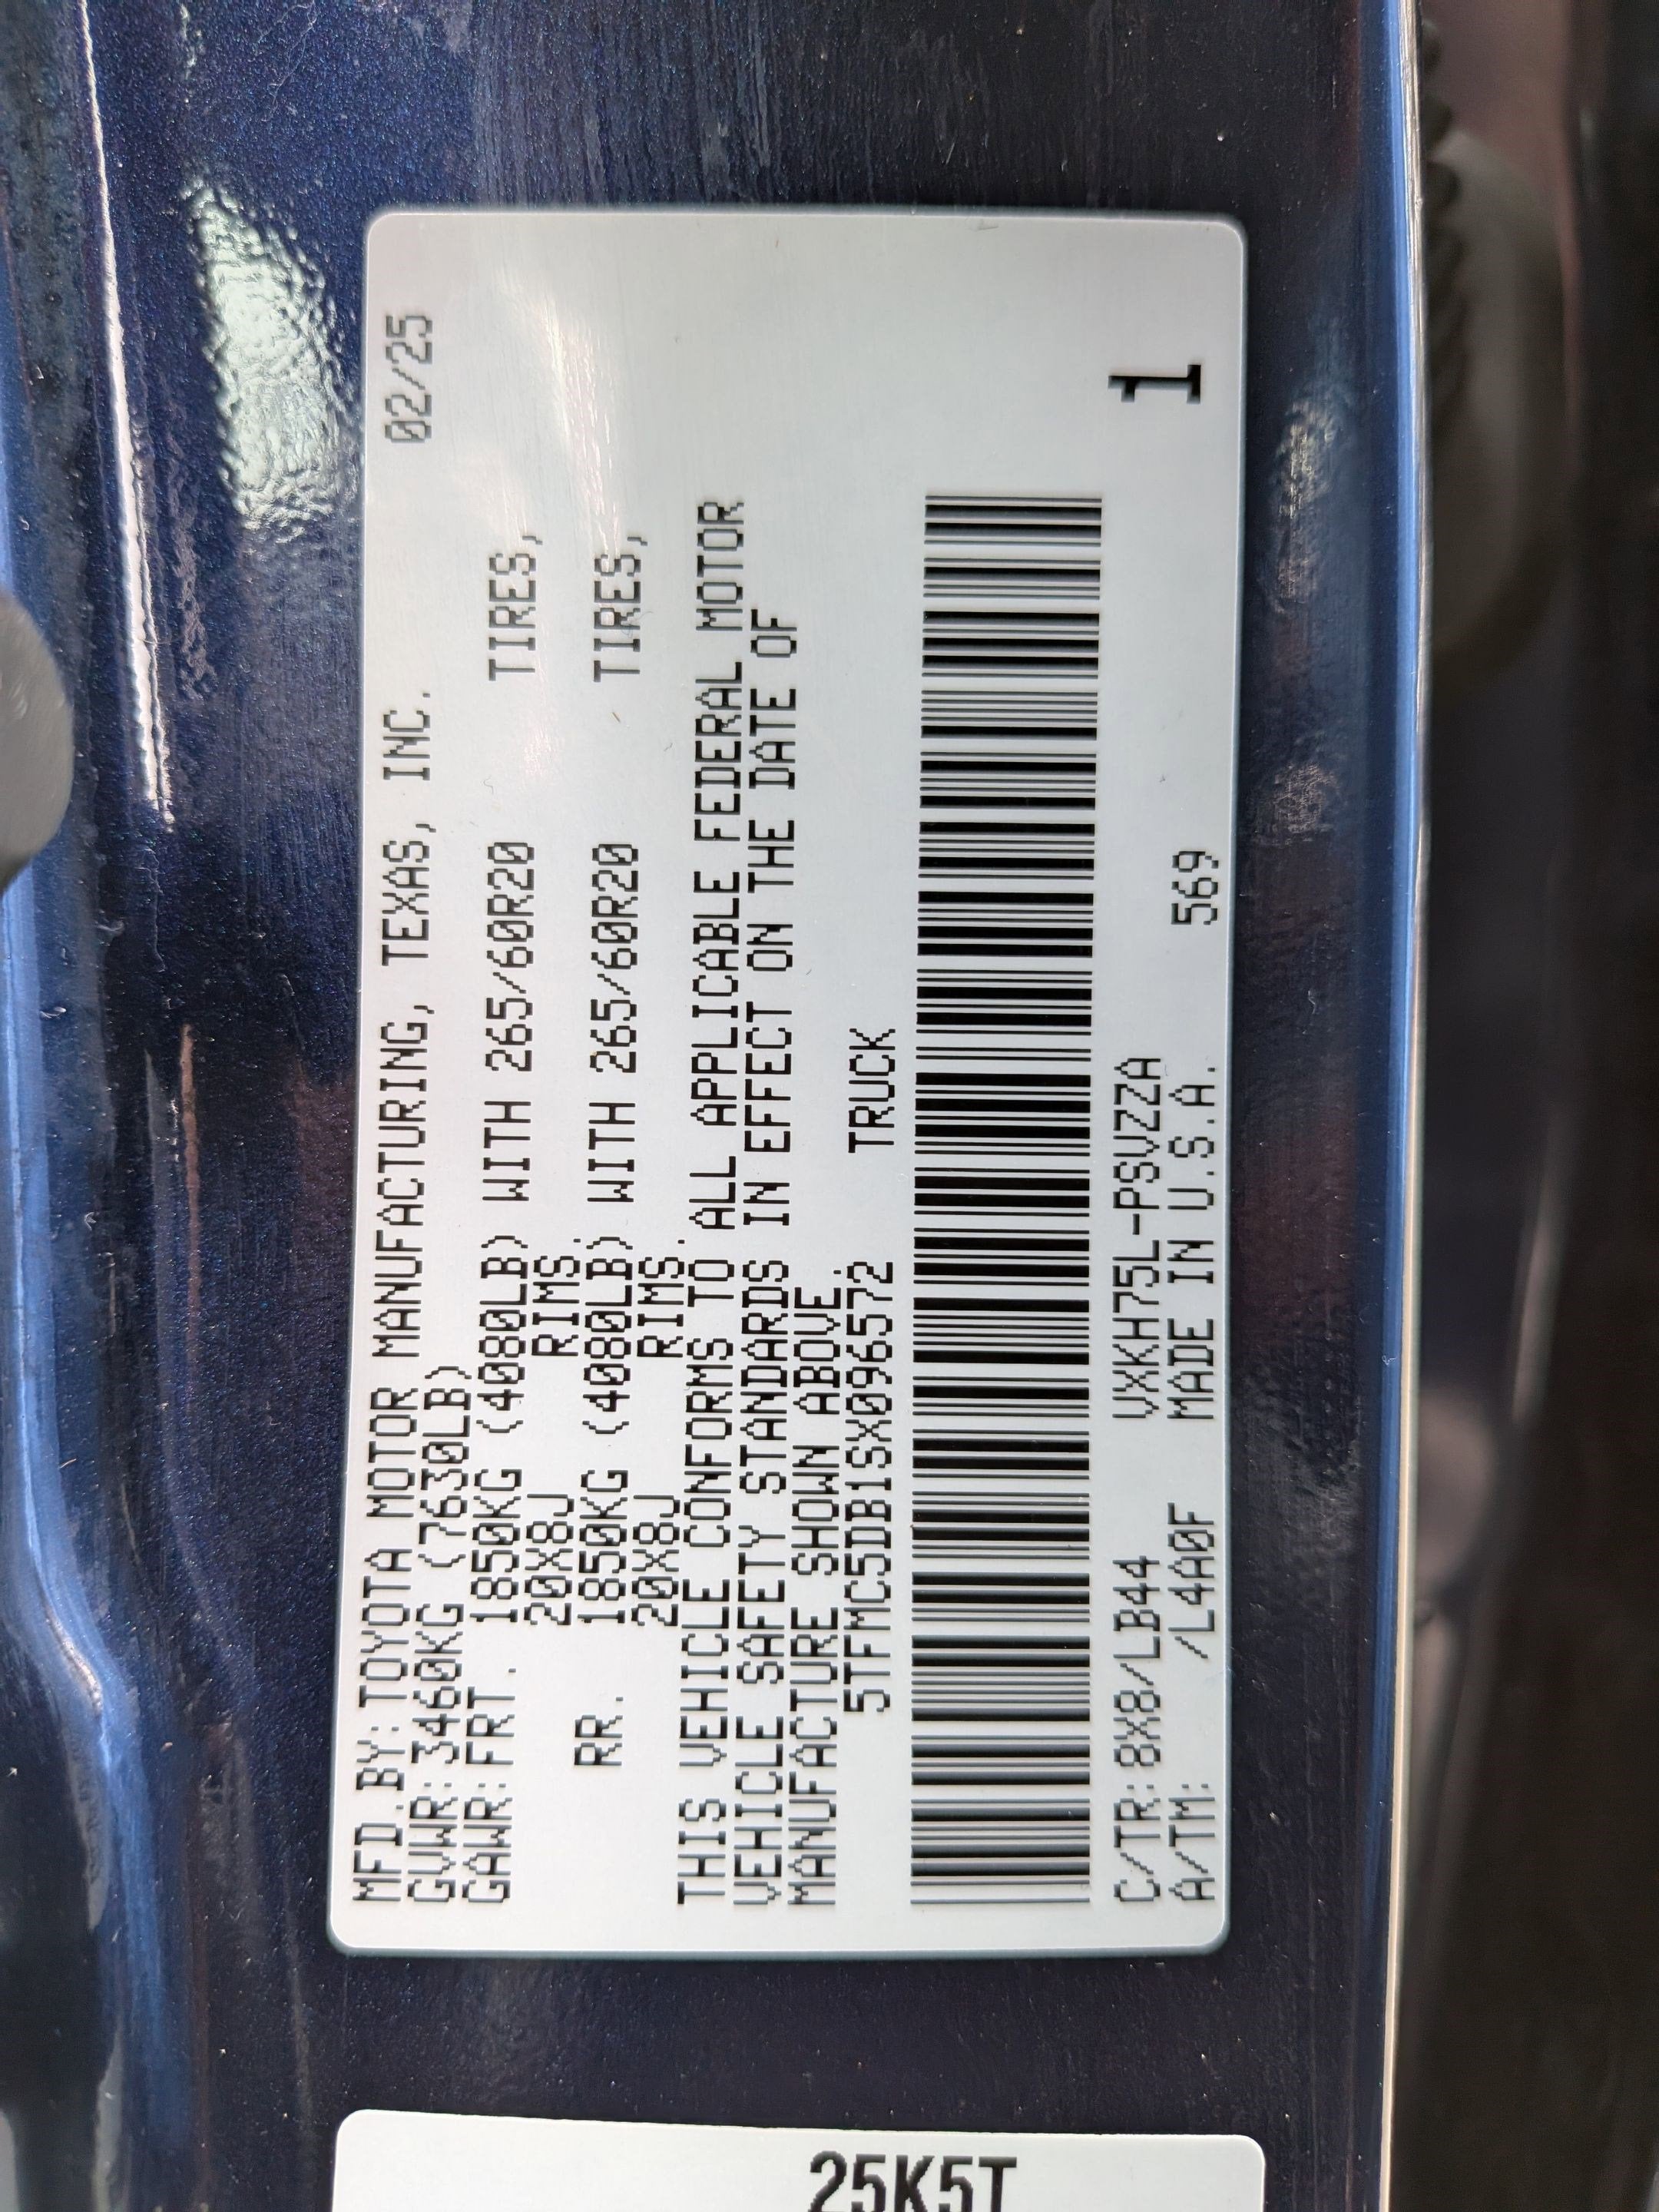 MFD.BY:TOYOTA MOTOR MANUFACTURING, TEXAS, INC. 02/25
GVWR:3460KG (7630LB)
GAWR:FRT. 1850KG (4080LB) WITH 265/60R20 TIRES,
20X8J RIMS.
RR. 1850KG (4080LB) WITH 265/60R20 TIRES,
20X8J RIMS.
THIS VEHICLE CONFORMS TO ALL APPLICABLE FEDERAL MOTOR
VEHICLE SAFETY STANDARDS IN EFFECT ON THE DATE OF
MANUFACTURE SHOWN ABOVE.
5TFMC5DB1SX096572 TRUCK
C/TR:8X8/LB44 VXKH75L-PSVZZA 1
A/TM: /L4A0F MADE IN U.S.A. 569
25K5T